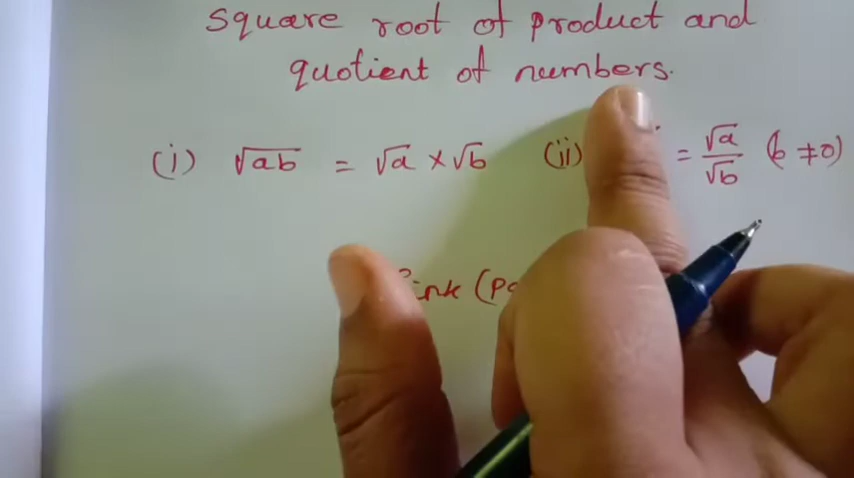 square root of product and
quotient of numbers.
(i) √ab = √a × √b (ii) = √a/√b (b ≠ 0)